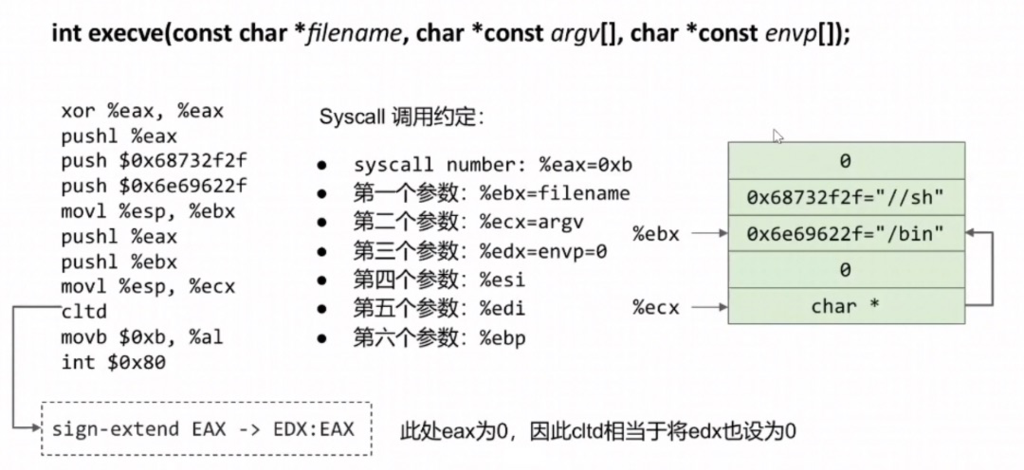 int execve(const char *filename, char *const argv[], char *const envp[]);
xor %eax, %eax
pushl %eax
push $0x68732f2f
push $0x6e69622f
movl %esp, %ebx
pushl %eax
pushl %ebx
movl %esp, %ecx
cltd
movb $0xb, %al
int $0x80
Syscall 调用约定：
● syscall number: %eax=0xb
● 第一个参数：%ebx=filename
● 第二个参数：%ecx=argv
● 第三个参数：%edx=envp=0
● 第四个参数：%esi
● 第五个参数：%edi
● 第六个参数：%ebp
0
0x68732f2f="//sh"
%ebx
0x6e69622f="/bin"
0
%ecx
char *
sign-extend EAX -> EDX:EAX
此处eax为0，因此cltd相当于将edx也设为0